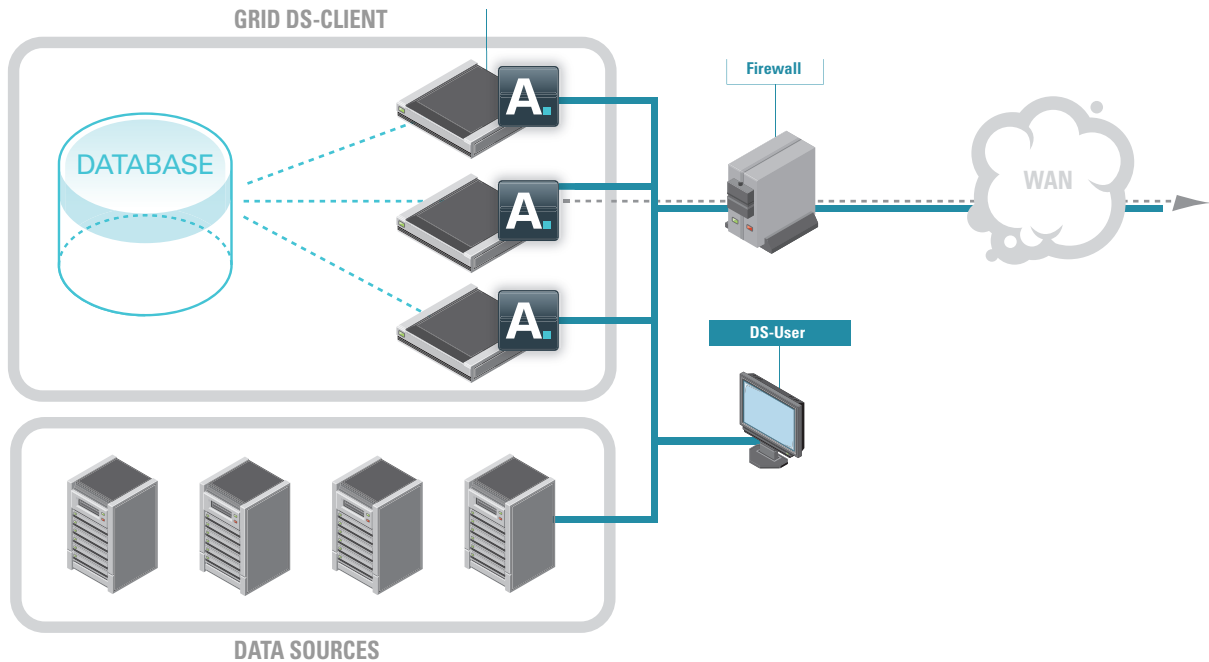 GRID DS-CLIENT
Firewall
A.
DATABASE
WAN
A.
A.
DS-User
DATA SOURCES